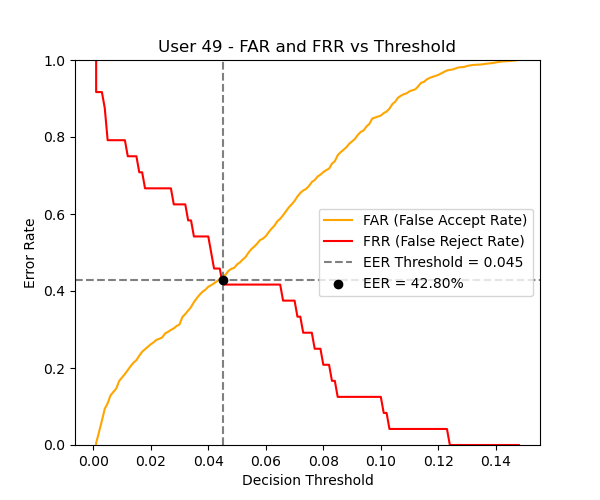 User 49 - FAR and FRR vs Threshold
Error Rate
1.0
0.8
0.6
0.4
0.2
0.0
FAR (False Accept Rate)
FRR (False Reject Rate)
EER Threshold = 0.045
EER = 42.80%
0.00 0.02 0.04 0.06 0.08 0.10 0.12 0.14
Decision Threshold